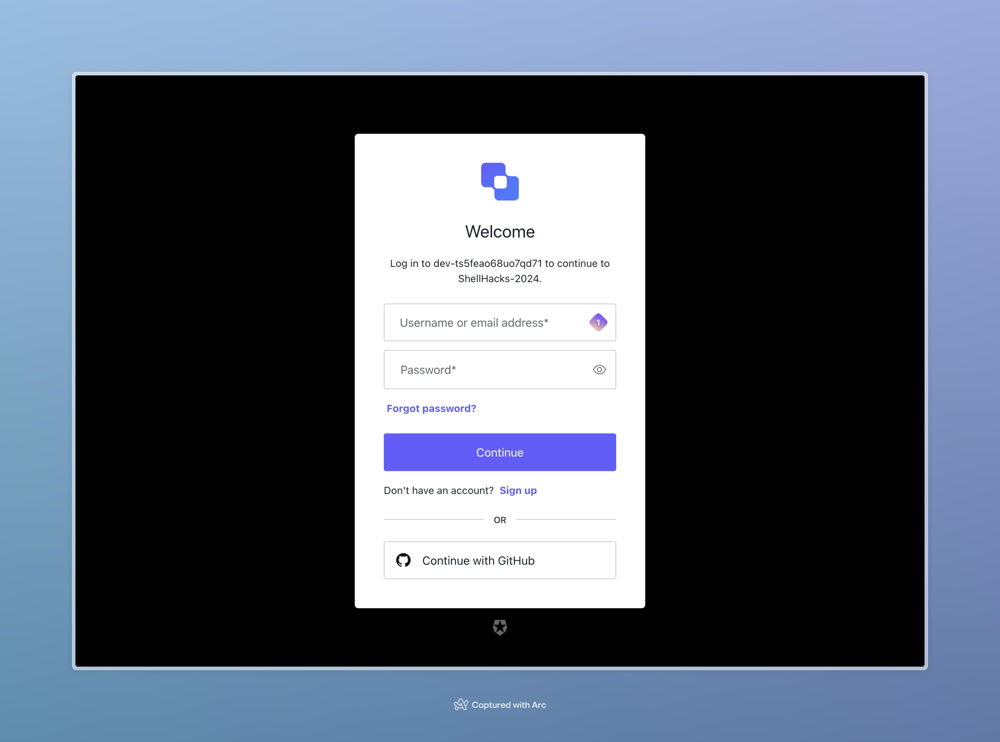 Welcome
Log in to dev-ts5feao68uo7qd71 to continue to
ShellHacks-2024.
Username or email address*
1
Password*
Forgot password?
Continue
Don't have an account? Sign up
OR
Continue with GitHub
Captured with Arc